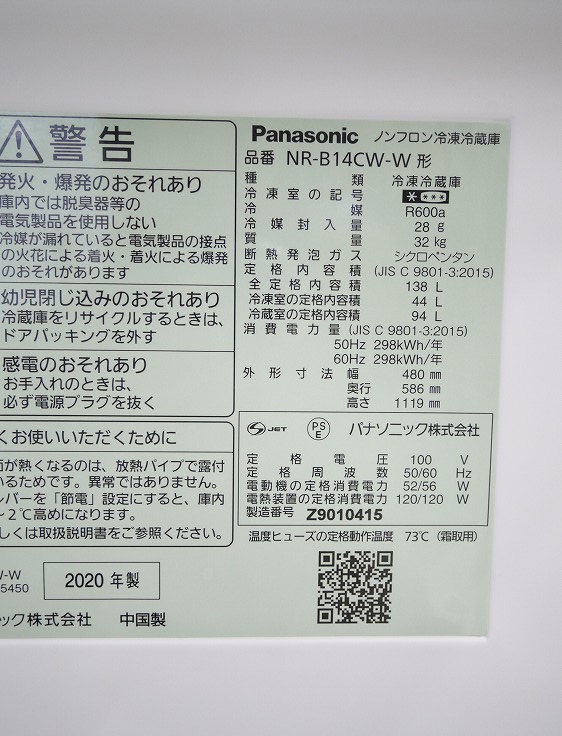 警告
発火・爆発のおそれあり
庫内では脱臭器等の
電気製品を使用しない
冷媒が漏れていると電気製品の接点
の火花による着火・着火による爆発
のおそれがあります
幼児閉じ込みのおそれあり
冷蔵庫をリサイクルするときは、
ドアパッキングを外す
感電のおそれあり
お手入れのときは、
必ず電源プラグを抜く
くお使いいただくために
面が熱くなるのは、放熱パイプで露付
いるためです。異常ではありません。
レバーを「節電」設定にすると、庫内
～2℃高めになります。
しくは取扱説明書をご参照ください。
W-W
5450
2020年製
ック株式会社 中国製
Panasonic ノンフロン冷凍冷蔵庫
品番 NR-B14CW-W 形
種類 冷凍冷蔵庫
冷凍室の記号 ＊ ＊＊＊
冷媒 R600a
冷媒封入量 28 g
質量 32 kg
断熱発泡ガス シクロペンタン
定格内容積 (JIS C 9801-3:2015)
全定格内容積 138 L
冷凍室の定格内容積 44 L
冷蔵室の定格内容積 94 L
消費電力量 (JIS C 9801-3:2015)
50Hz 298kWh/年
60Hz 298kWh/年
外形寸法 幅 480 mm
奥行 586 mm
高さ 1119 mm
JET PSE パナソニック株式会社
定格電圧 100 V
定格周波数 50/60 Hz
電動機の定格消費電力 52/56 W
電熱装置の定格消費電力 120/120 W
製造番号 Z9010415
温度ヒューズの定格動作温度 73℃（霜取用）